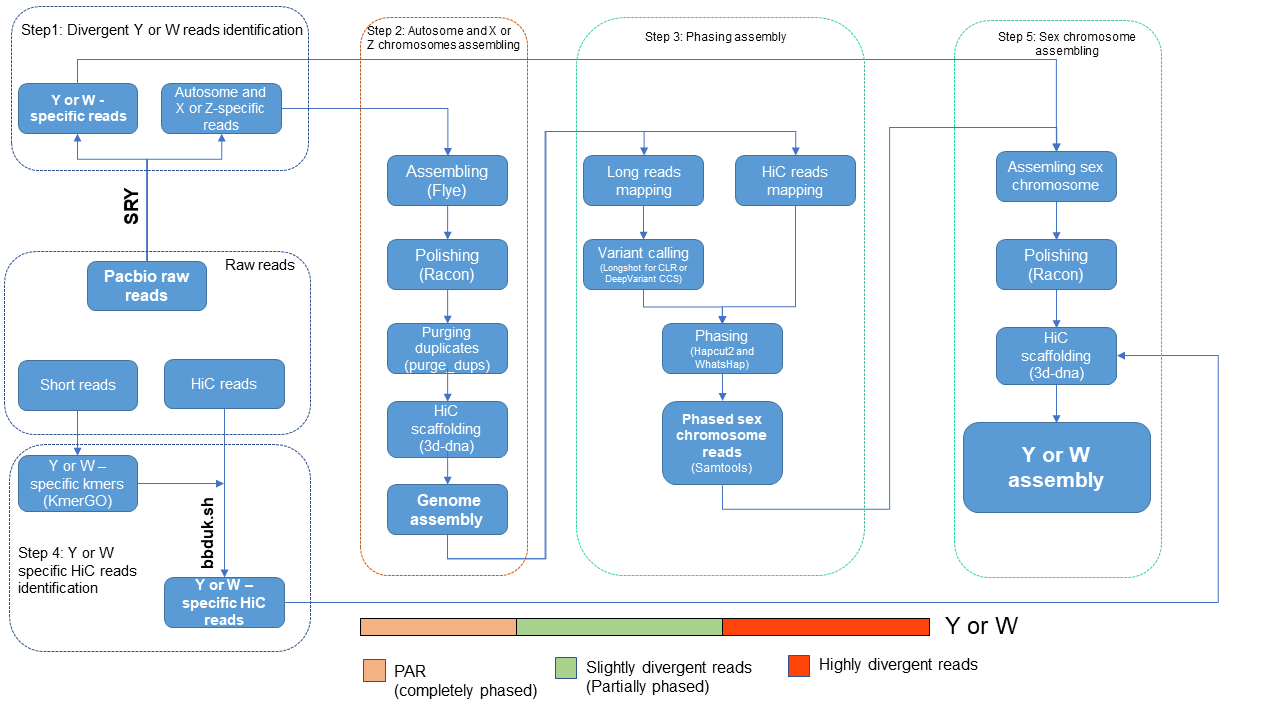 Step1: Divergent Y or W reads identification
Y or W -
specific reads
Autosome and
X or Z-specific
reads
SRY
Raw reads
Pacbio raw
reads
Short reads
HiC reads
Y or W –
specific kmers
(KmerGO)
bbduk.sh
Step 4: Y or W
specific HiC reads
identification
Y or W –
specific HiC
reads
Step 2: Autosome and X or
Z chromosomes assembling
Assembling
(Flye)
Polishing
(Racon)
Purging
duplicates
(purge_dups)
HiC
scaffolding
(3d-dna)
Genome
assembly
Step 3: Phasing assembly
Long reads
mapping
HiC reads
mapping
Variant calling
(Longshot for CLR or
DeepVariant CCS)
Phasing
(Hapcut2 and
WhatsHap)
Phased sex
chromosome
reads
(Samtools)
Step 5: Sex chromosome
assembling
Assemling sex
chromosome
Polishing
(Racon)
HiC
scaffolding
(3d-dna)
Y or W
assembly
Y or W
PAR
(completely phased)
Slightly divergent reads
(Partially phased)
Highly divergent reads